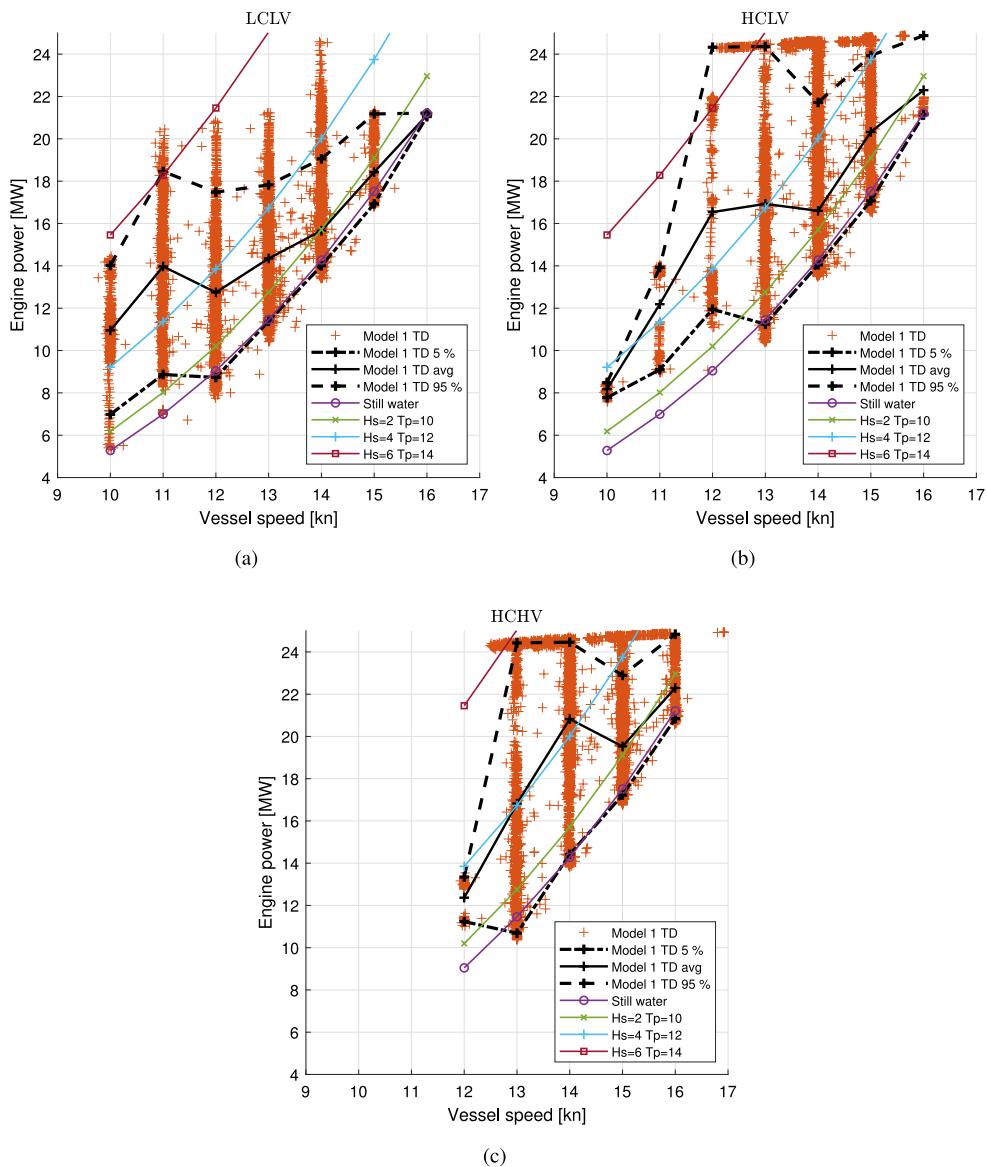 LCLV
Engine power [MW]
24
22
20
18
16
14
12
10
8
6
4
9 10 11 12 13 14 15 16 17
Vessel speed [kn]
Model 1 TD
Model 1 TD 5 %
Model 1 TD avg
Model 1 TD 95 %
Still water
Hs=2 Tp=10
Hs=4 Tp=12
Hs=6 Tp=14
(a)
HCLV
Engine power [MW]
24
22
20
18
16
14
12
10
8
6
4
9 10 11 12 13 14 15 16 17
Vessel speed [kn]
Model 1 TD
Model 1 TD 5 %
Model 1 TD avg
Model 1 TD 95 %
Still water
Hs=2 Tp=10
Hs=4 Tp=12
Hs=6 Tp=14
(b)
HCHV
Engine power [MW]
24
22
20
18
16
14
12
10
8
6
4
9 10 11 12 13 14 15 16 17
Vessel speed [kn]
Model 1 TD
Model 1 TD 5 %
Model 1 TD avg
Model 1 TD 95 %
Still water
Hs=2 Tp=10
Hs=4 Tp=12
Hs=6 Tp=14
(c)